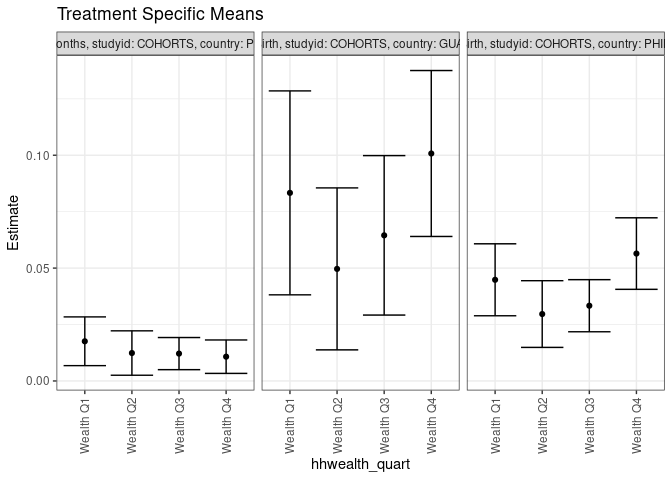 Treatment Specific Means
onths, studyid: COHORTS, country: P
irth, studyid: COHORTS, country: GUA
irth, studyid: COHORTS, country: PHI
Estimate
0.10
0.05
0.00
Wealth Q1
Wealth Q2
Wealth Q3
Wealth Q4
Wealth Q1
Wealth Q2
Wealth Q3
Wealth Q4
Wealth Q1
Wealth Q2
Wealth Q3
Wealth Q4
hhwealth_quart